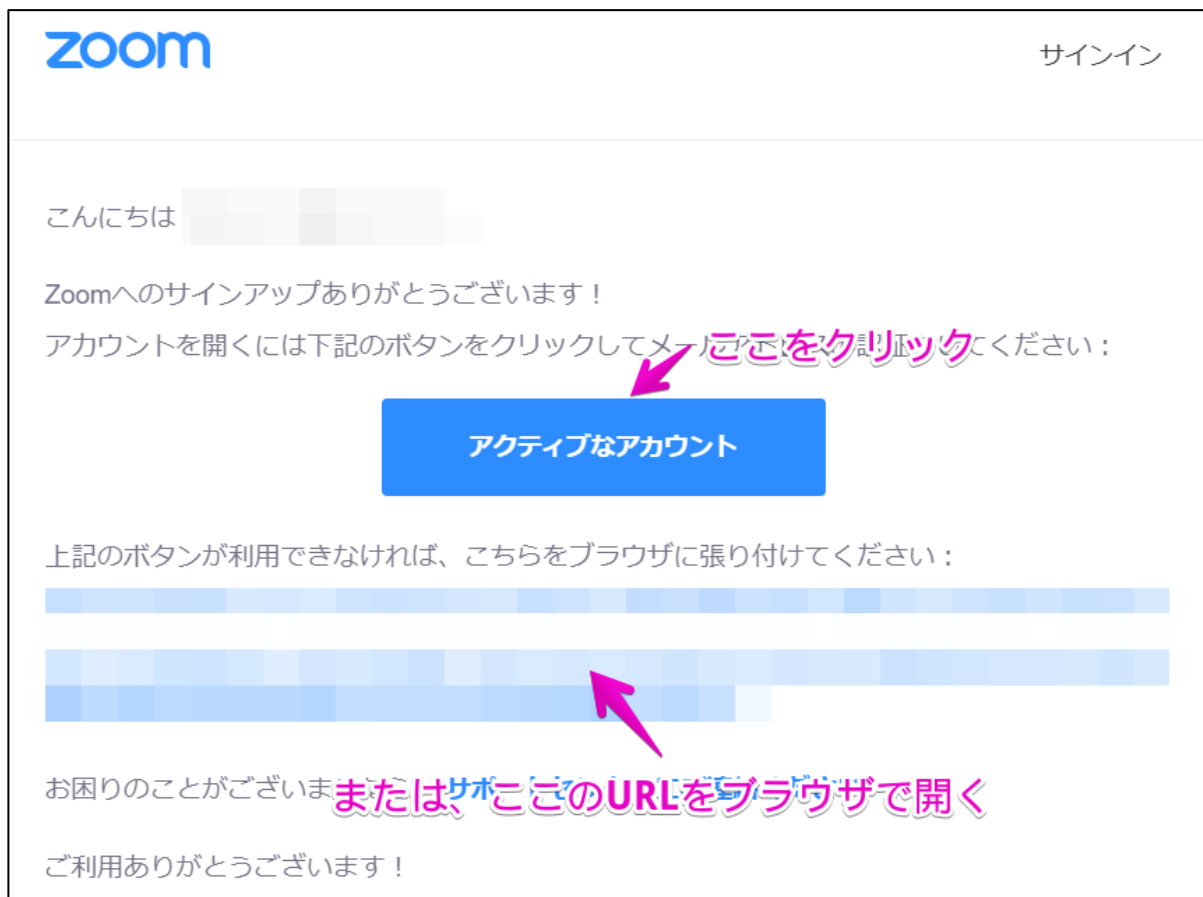 zoom
サインイン
こんにちは
Zoomへのサインアップありがとうございます！
アカウントを開くには下記のボタンをクリックしてメール てください：
ここをクリック
アクティブなアカウント
上記のボタンが利用できなければ、こちらをブラウザに張り付けてください：
お困りのことがございま サポ
または、ここのURLをブラウザで開く
ご利用ありがとうございます！